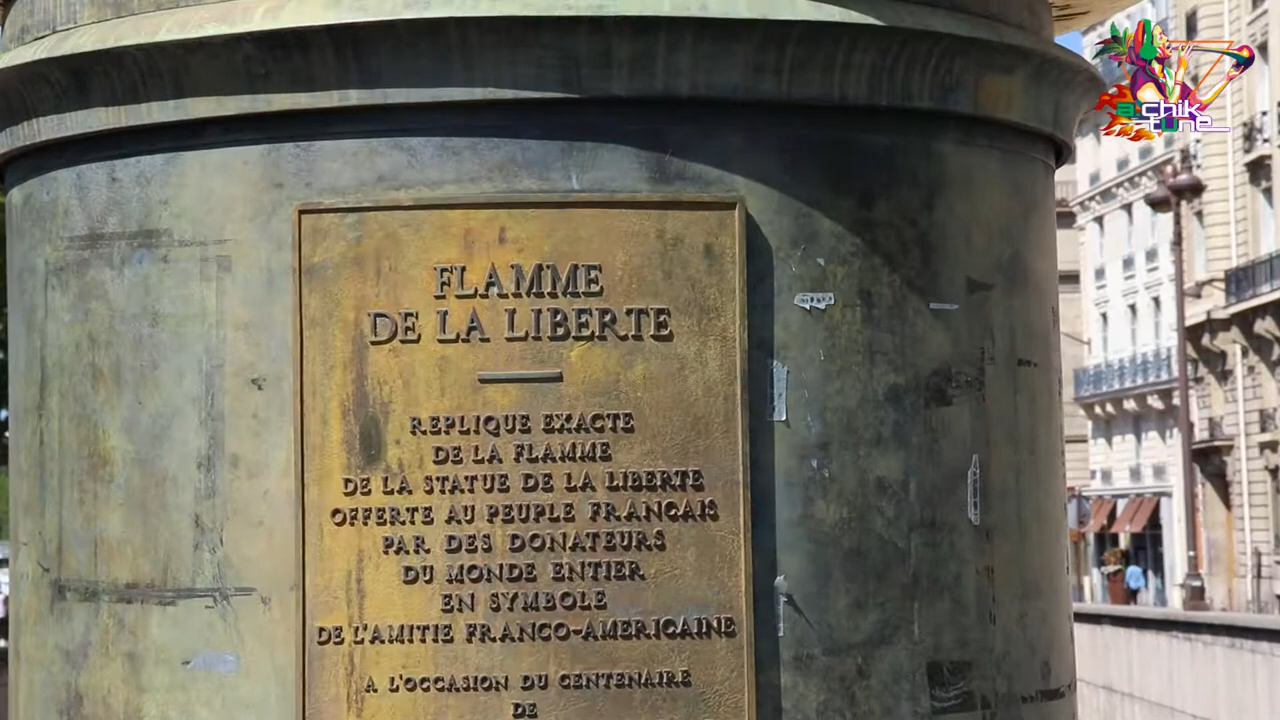 FLAMME
DE LA LIBERTE
REPLIQUE EXACTE
DE LA FLAMME
DE LA STATUE DE LA LIBERTE
OFFERTE AU PEUPLE FRANCAIS
PAR DES DONATEURS
DU MONDE ENTIER
EN SYMBOLE
DE L'AMITIE FRANCO-AMERICAINE
A L'OCCASION DU CENTENAIRE
DE
a.chik
tune